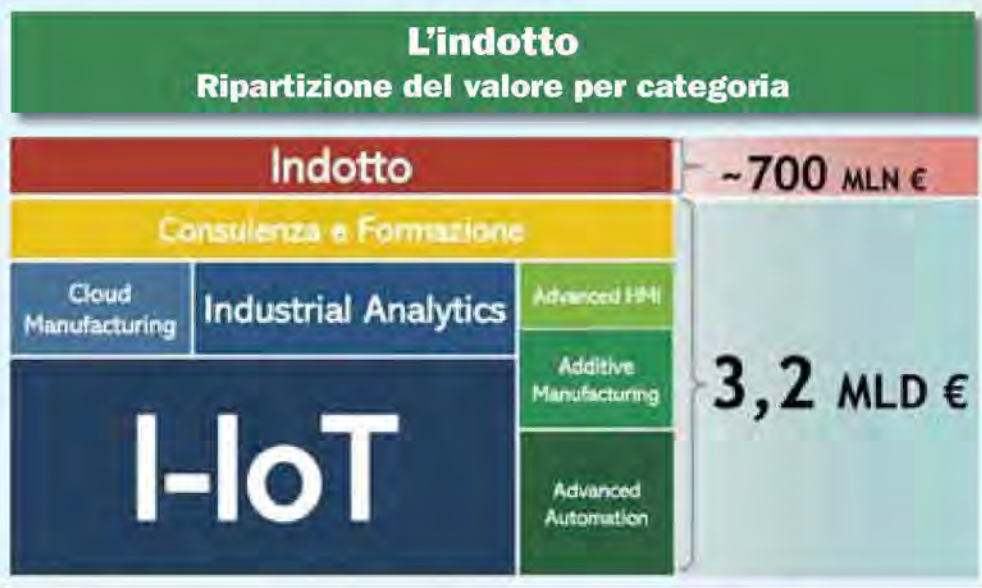 L'indotto
Ripartizione del valore per categoria
Indotto
~700 MLN €
Consulenza e Formazione
Cloud
Manufacturing
Industrial Analytics
Advanced HMI
Additive
Manufacturing
3,2 MLD €
I-IoT
Advanced
Automation